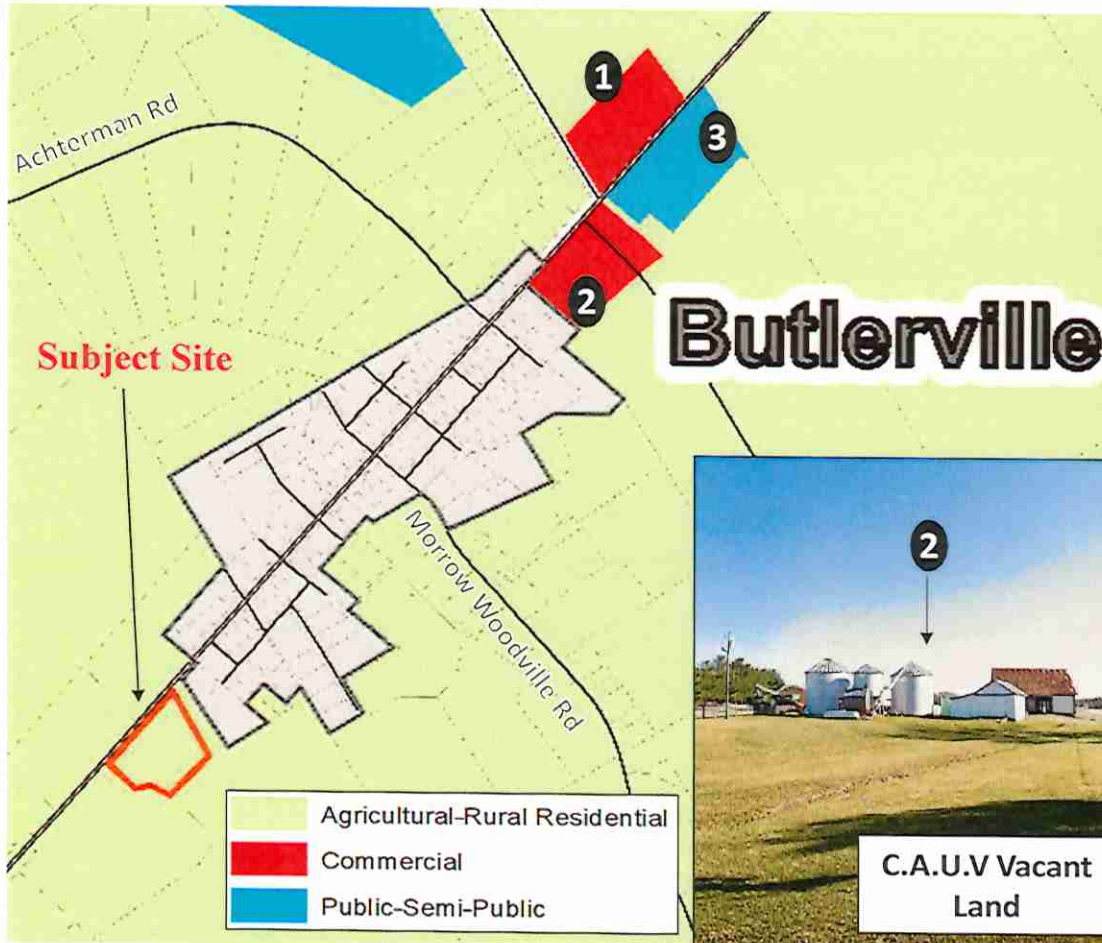 1
Achterman Rd
3
2
Butlerville
Subject Site
Morrow Woodville Rd
2
Agricultural-Rural Residential
Commercial
Public-Semi-Public
C.A.U.V Vacant
Land